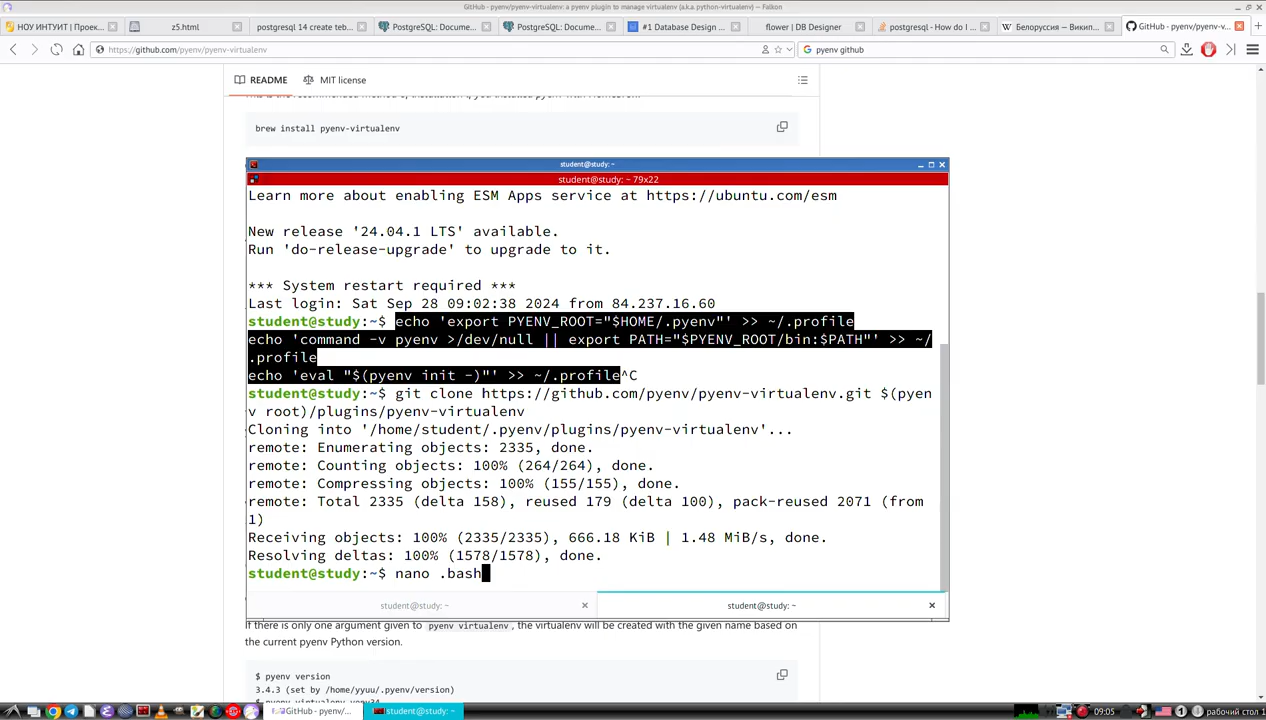 GitHub - pyenv/pyenv-virtualenv: a pyenv plugin to manage virtualenv (a.k.a. python-virtualenv) — Falkon
НОУ ИНТУИТ | Проек...
z5.html
postgresql 14 create teb...
PostgreSQL: Docume...
PostgreSQL: Docume...
#1 Database Design ...
flower | DB Designer
postgresql - How do I ...
Белоруссия — Викип...
GitHub - pyenv/pyenv-v...
https://github.com/pyenv/pyenv-virtualenv
pyenv github
README
MIT license
brew install pyenv-virtualenv
student@study: ~
student@study: ~ 79x22
Learn more about enabling ESM Apps service at https://ubuntu.com/esm
New release '24.04.1 LTS' available.
Run 'do-release-upgrade' to upgrade to it.
*** System restart required ***
Last login: Sat Sep 28 09:02:38 2024 from 84.237.16.60
student@study:~$ echo 'export PYENV_ROOT="$HOME/.pyenv"' >> ~/.profile
echo 'command -v pyenv >/dev/null || export PATH="$PYENV_ROOT/bin:$PATH"' >> ~/
.profile
echo 'eval "$(pyenv init -)"' >> ~/.profile^C
student@study:~$ git clone https://github.com/pyenv/pyenv-virtualenv.git $(pyen
v root)/plugins/pyenv-virtualenv
Cloning into '/home/student/.pyenv/plugins/pyenv-virtualenv'...
remote: Enumerating objects: 2335, done.
remote: Counting objects: 100% (264/264), done.
remote: Compressing objects: 100% (155/155), done.
remote: Total 2335 (delta 158), reused 179 (delta 100), pack-reused 2071 (from
1)
Receiving objects: 100% (2335/2335), 666.18 KiB | 1.48 MiB/s, done.
Resolving deltas: 100% (1578/1578), done.
student@study:~$ nano .bash
student@study: ~
student@study: ~
If there is only one argument given to pyenv virtualenv, the virtualenv will be created with the given name based on
the current pyenv Python version.
$ pyenv version
3.4.3 (set by /home/yyuu/.pyenv/version)
$ pyenv virtualenv venv34
GitHub - pyenv/...
student@study: ~
09:05
рабочий стол 1